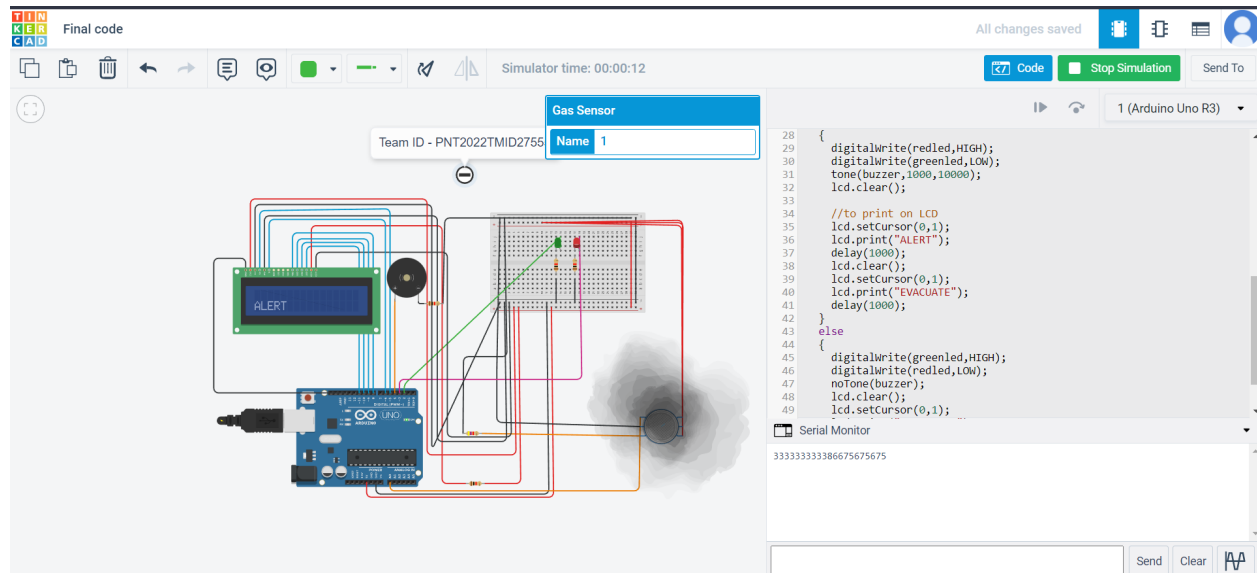 TIN
KER
CAD
Final code
All changes saved
Simulator time: 00:00:12
Code
Stop Simulation
Send To
Gas Sensor
Name 1
Team ID - PNT2022TMID2755
1 (Arduino Uno R3)
ALERT
UNO
ARDUINO
28 {
29 digitalWrite(redled,HIGH);
30 digitalWrite(greenled,LOW);
31 tone(buzzer,1000,10000);
32 lcd.clear();
33
34 //to print on LCD
35 lcd.setCursor(0,1);
36 lcd.print("ALERT");
37 delay(1000);
38 lcd.clear();
39 lcd.setCursor(0,1);
40 lcd.print("EVACUATE");
41 delay(1000);
42 }
43 else
44 {
45 digitalWrite(greenled,HIGH);
46 digitalWrite(redled,LOW);
47 noTone(buzzer);
48 lcd.clear();
49 lcd.setCursor(0,1);
Serial Monitor
333333333386675675675
Send
Clear